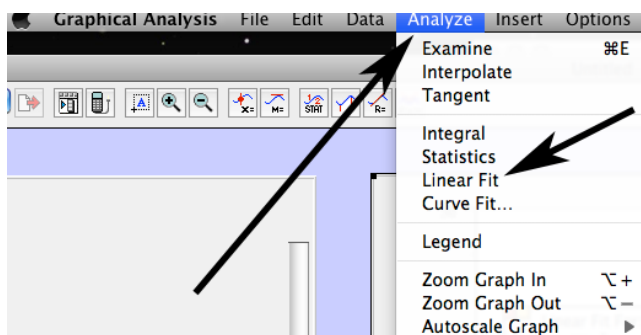 Graphical Analysis File Edit Data Analyze Insert Options
Examine ⌘E
Interpolate
Tangent
X= M= STAT R=
Integral
Statistics
Linear Fit
Curve Fit...
Legend
Zoom Graph In ⌥+
Zoom Graph Out ⌥−
Autoscale Graph ▶